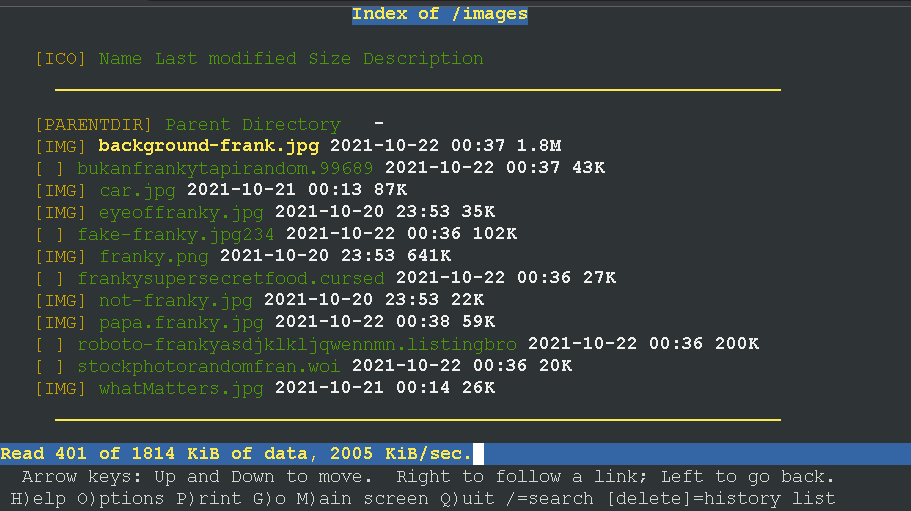 Index of /images
[ICO] Name Last modified Size Description
[PARENTDIR] Parent Directory   -
[IMG] background-frank.jpg 2021-10-22 00:37 1.8M
[ ] bukanfrankytapirandom.99689 2021-10-22 00:37 43K
[IMG] car.jpg 2021-10-21 00:13 87K
[IMG] eyeoffranky.jpg 2021-10-20 23:53 35K
[ ] fake-franky.jpg234 2021-10-22 00:36 102K
[IMG] franky.png 2021-10-20 23:53 641K
[ ] frankysupersecretfood.cursed 2021-10-22 00:36 27K
[IMG] not-franky.jpg 2021-10-20 23:53 22K
[IMG] papa.franky.jpg 2021-10-22 00:38 59K
[ ] roboto-frankyasdjklkljqwennmn.listingbro 2021-10-22 00:36 200K
[ ] stockphotorandomfran.woi 2021-10-22 00:36 20K
[IMG] whatMatters.jpg 2021-10-21 00:14 26K
Read 401 of 1814 KiB of data, 2005 KiB/sec.
Arrow keys: Up and Down to move.  Right to follow a link; Left to go back.
H)elp O)ptions P)rint G)o M)ain screen Q)uit /=search [delete]=history list